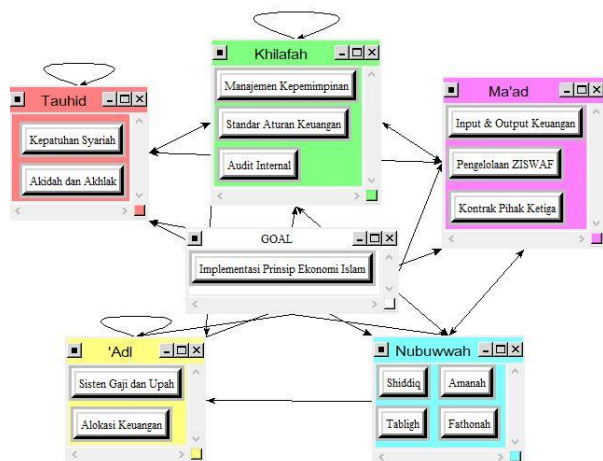 Khilafah
Manajemen Kepemimpinan
Standar Aturan Keuangan
Audit Internal
Tauhid
Kepatuhan Syariah
Akidah dan Akhlak
Ma'ad
Input & Output Keuangan
Pengelolaan ZISWAF
Kontrak Pihak Ketiga
GOAL
Implementasi Prinsip Ekonomi Islam
'Adl
Sisten Gaji dan Upah
Alokasi Keuangan
Nubuwwah
Shiddiq Amanah
Tabligh Fathonah